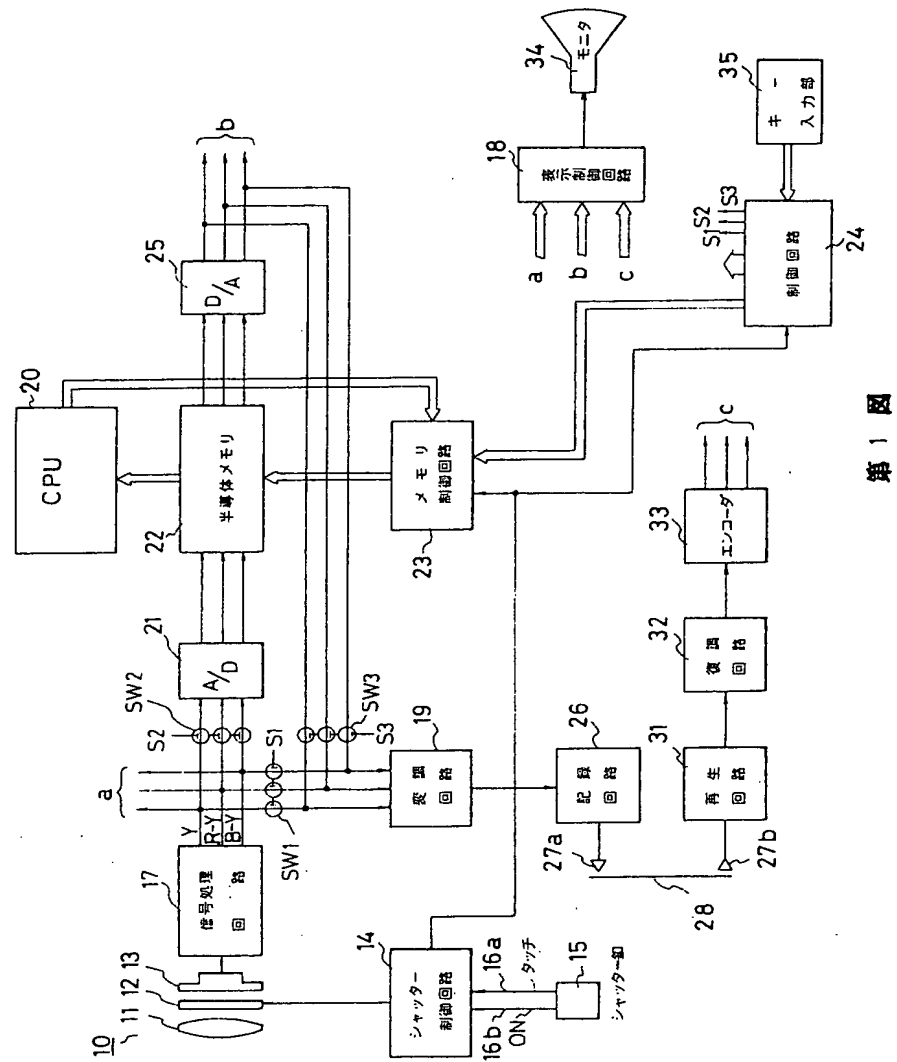 10
11
12
13
17
信号処理
回路
Y
R-Y
B-Y
a
S2
SW2
S1
SW1
21
A/D
22
半導体メモリ
20
CPU
25
D/A
b
S3
SW3
19
変調
回路
23
メモリ
制御回路
14
シャッター
制御回路
16a
タッチ
16b
ON
15
シャッター釦
26
記録
回路
27a
28
27b
31
再生
回路
32
復調
回路
33
エンコーダ
c
a
b
c
18
表示制御回路
34
モニタ
S1
S2
S3
24
制御回路
35
キー
入力部
第1図